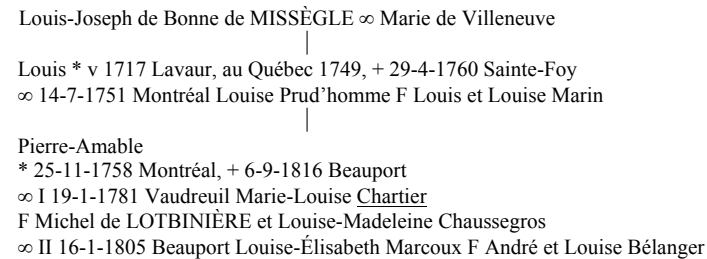 Louis-Joseph de Bonne de MISSÈGLE ∞ Marie de Villeneuve
Louis * v 1717 Lavaur, au Québec 1749, + 29-4-1760 Sainte-Foy
∞ 14-7-1751 Montréal Louise Prud’homme F Louis et Louise Marin
Pierre-Amable
* 25-11-1758 Montréal, + 6-9-1816 Beauport
∞ I 19-1-1781 Vaudreuil Marie-Louise Chartier
F Michel de LOTBINIÈRE et Louise-Madeleine Chaussegros
∞ II 16-1-1805 Beauport Louise-Élisabeth Marcoux F André et Louise Bélanger